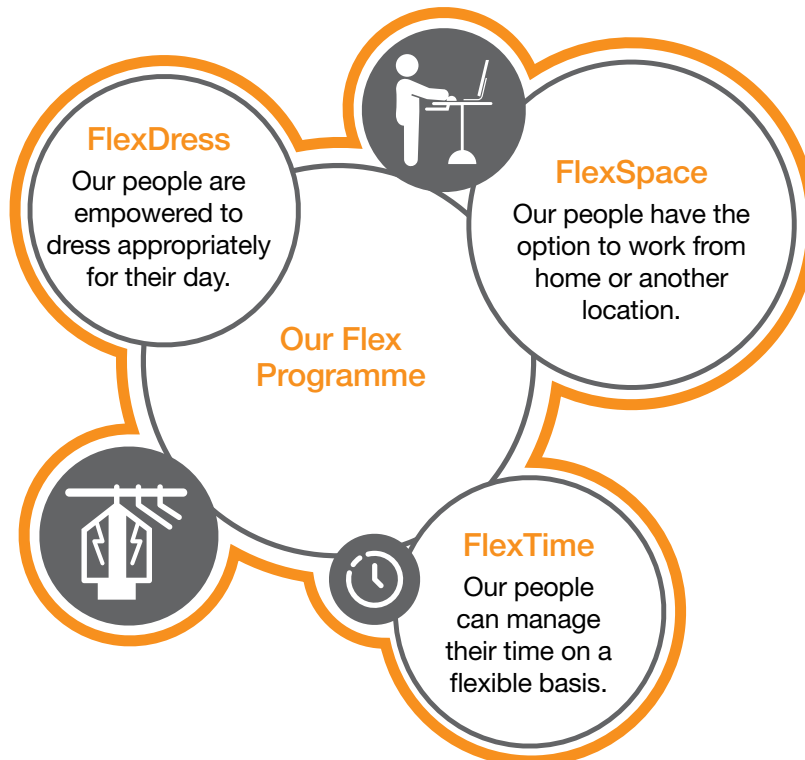 FlexDress
Our people are
empowered to
dress appropriately
for their day.
FlexSpace
Our people have the
option to work from
home or another
location.
Our Flex
Programme
FlexTime
Our people
can manage
their time on a
flexible basis.